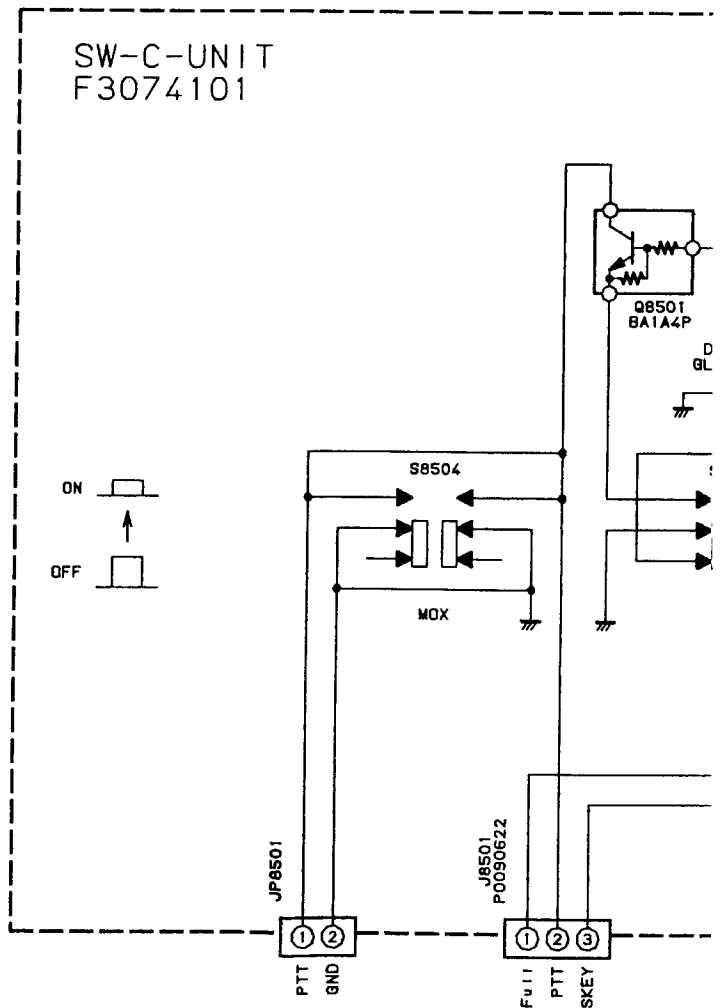 SW-C-UNIT
F3074101
Q8501
BA1A4P
ON
OFF
S8504
MOX
JP8501
J8501
P0090622
1 2
1 2 3
PTT
GND
Full
PTT
SKEY